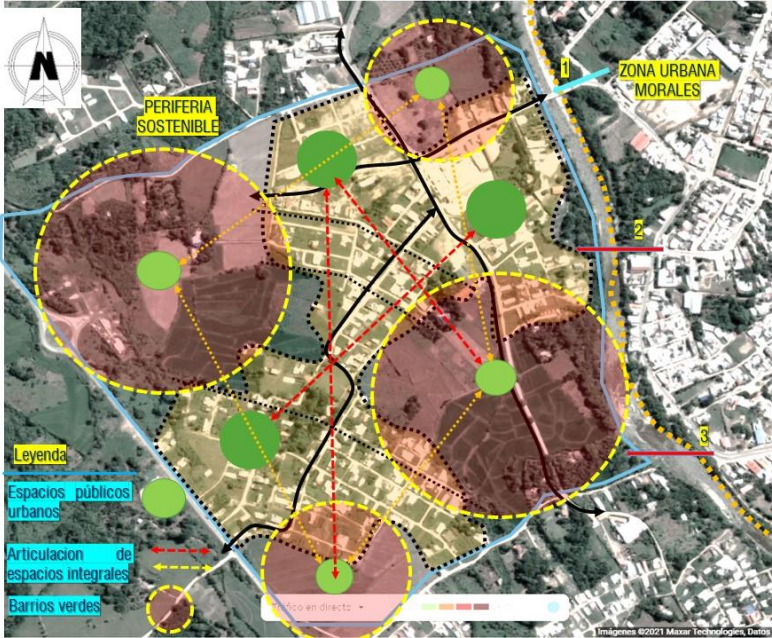 N
1
ZONA URBANA
MORALES
PERIFERIA
SOSTENIBLE
2
3
Leyenda
Espacios públicos
urbanos
Articulacion de
espacios integrales
Barrios verdes
Tráfico en directo
Imágenes ©2021 Maxar Technologies, Datos